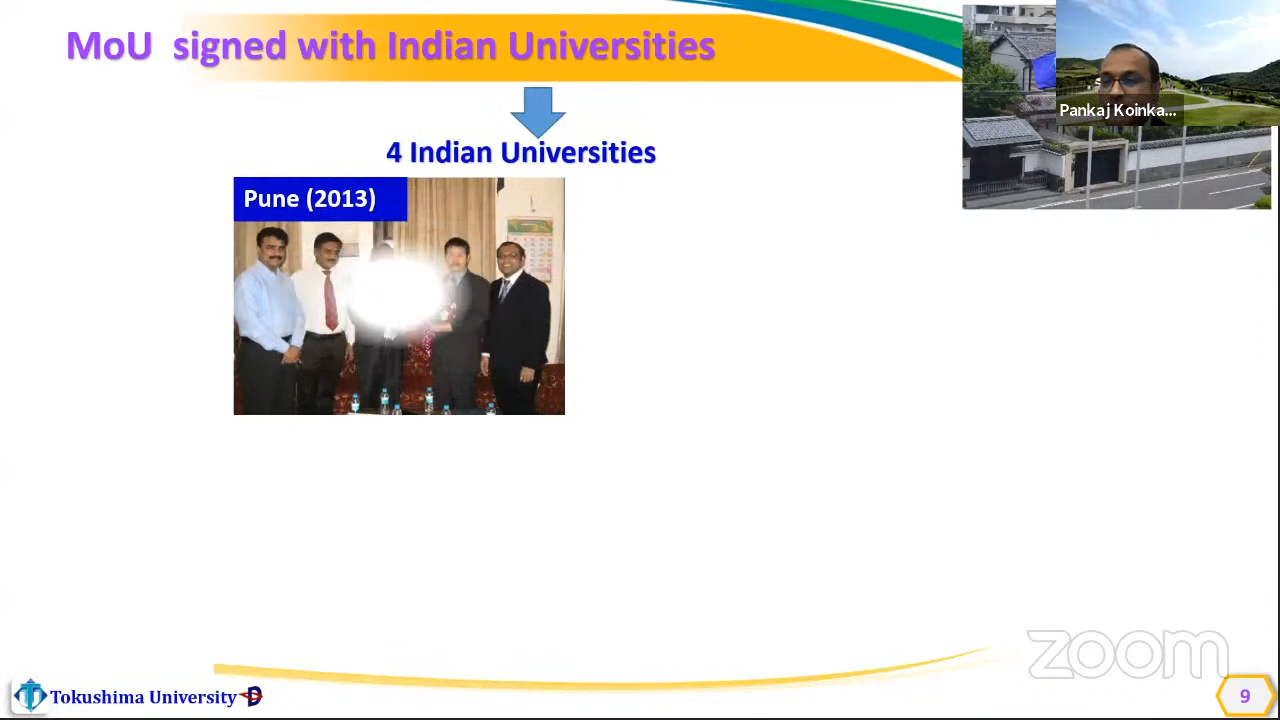 MoU signed with Indian Universities
Pankaj Koinka...
4 Indian Universities
Pune (2013)
zoom
Tokushima University
9